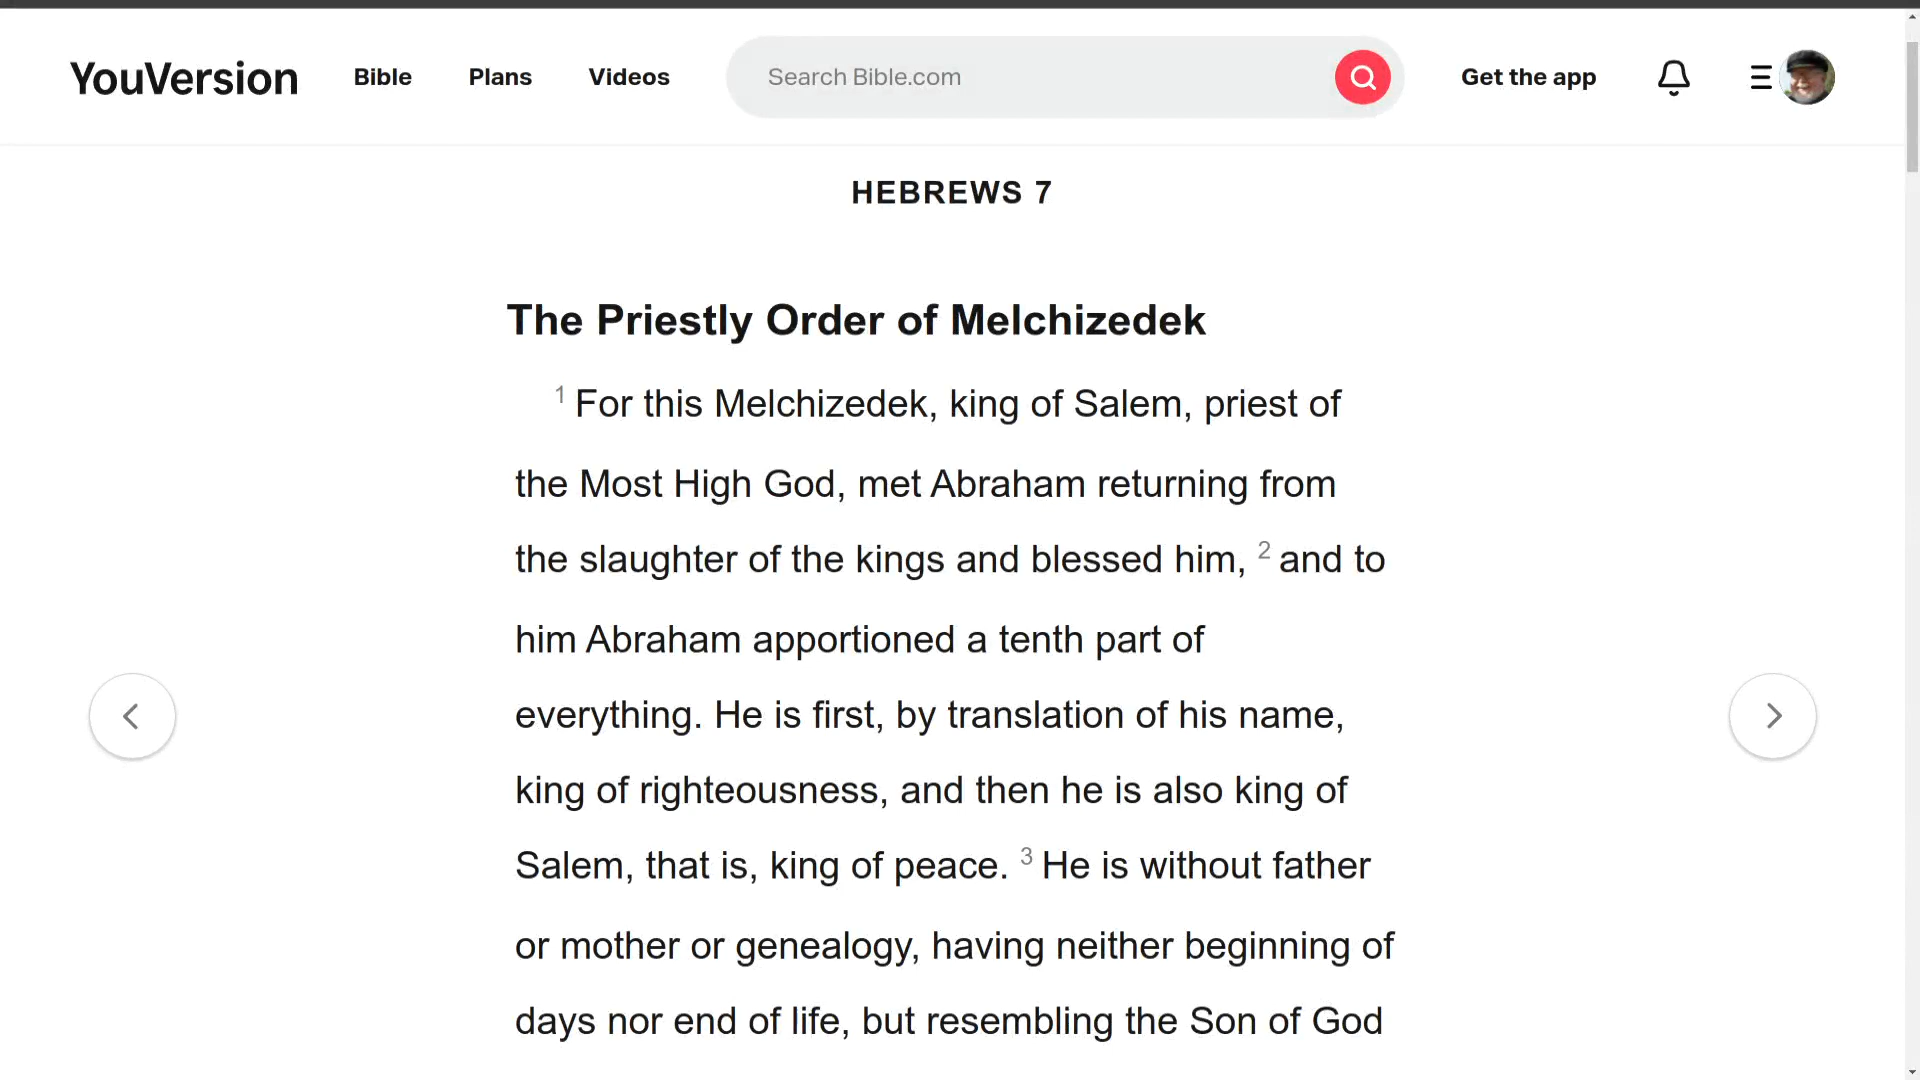 YouVersion Bible Plans Videos Search Bible.com Get the app
HEBREWS 7
The Priestly Order of Melchizedek
1 For this Melchizedek, king of Salem, priest of
the Most High God, met Abraham returning from
the slaughter of the kings and blessed him, 2 and to
him Abraham apportioned a tenth part of
everything. He is first, by translation of his name,
king of righteousness, and then he is also king of
Salem, that is, king of peace. 3 He is without father
or mother or genealogy, having neither beginning of
days nor end of life, but resembling the Son of God